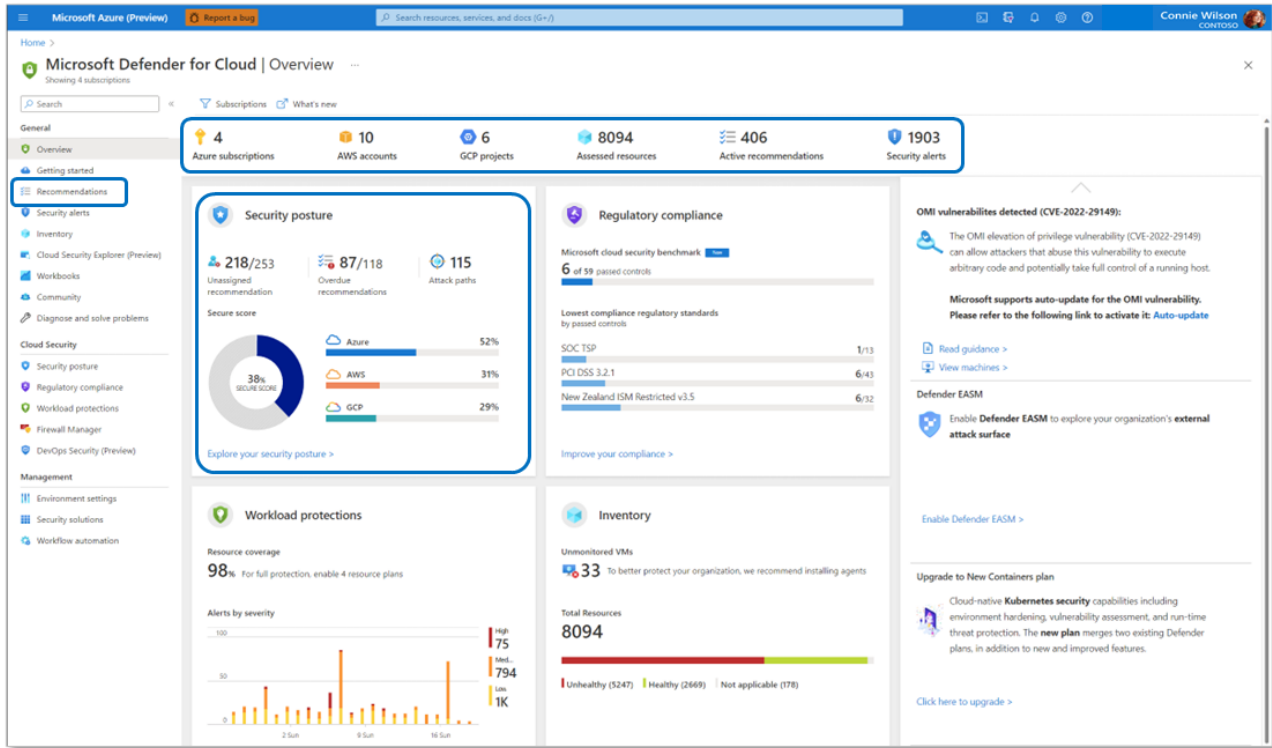 Microsoft Azure (Preview)
Report a bug
Search resources, services, and docs (G+/)
Connie Wilson
CONTOSO
Home >
Microsoft Defender for Cloud | Overview ...
Showing 4 subscriptions
Search
«
Subscriptions
What's new
General
Overview
Getting started
Recommendations
Security alerts
Inventory
Cloud Security Explorer (Preview)
Workbooks
Community
Diagnose and solve problems
Cloud Security
Security posture
Regulatory compliance
Workload protections
Firewall Manager
DevOps Security (Preview)
Management
Environment settings
Security solutions
Workflow automation
4
Azure subscriptions
10
AWS accounts
6
GCP projects
8094
Assessed resources
406
Active recommendations
1903
Security alerts
Security posture
218/253
Unassigned
recommendation
87/118
Overdue
recommendations
115
Attack paths
Secure score
38%
SECURE SCORE
Azure 52%
AWS 31%
GCP 29%
Explore your security posture >
Regulatory compliance
Microsoft cloud security benchmark New
6 of 59 passed controls
Lowest compliance regulatory standards
by passed controls
SOC TSP 1/13
PCI DSS 3.2.1 6/43
New Zealand ISM Restricted v3.5 6/32
Improve your compliance >
Workload protections
Resource coverage
98% For full protection, enable 4 resource plans
Alerts by severity
100
50
0
2 Sun 9 Sun 16 Sun
High
75
Med...
794
Low
1K
Inventory
Unmonitored VMs
33 To better protect your organization, we recommend installing agents
Total Resources
8094
Unhealthy (5247) Healthy (2669) Not applicable (178)
OMI vulnerabilites detected (CVE-2022-29149):
The OMI elevation of privilege vulnerability (CVE-2022-29149)
can allow attackers that abuse this vulnerability to execute
arbitrary code and potentially take full control of a running host.
Microsoft supports auto-update for the OMI vulnerability.
Please refer to the following link to activate it: Auto-update
Read guidance >
View machines >
Defender EASM
Enable Defender EASM to explore your organization's external
attack surface
Enable Defender EASM >
Upgrade to New Containers plan
Cloud-native Kubernetes security capabilities including
environment hardening, vulnerability assessment, and run-time
threat protection. The new plan merges two existing Defender
plans, in addition to new and improved features.
Click here to upgrade >